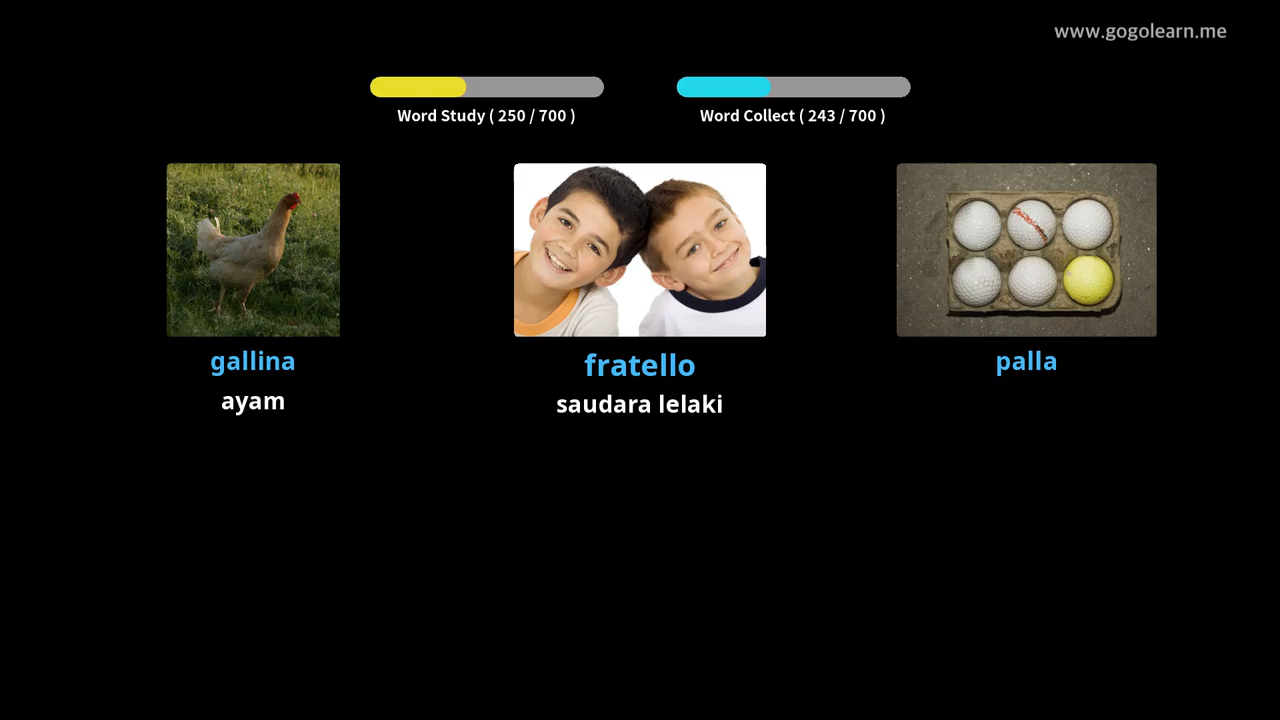 www.gogolearn.me
Word Study ( 250 / 700 )
Word Collect ( 243 / 700 )
gallina
ayam
fratello
saudara lelaki
palla